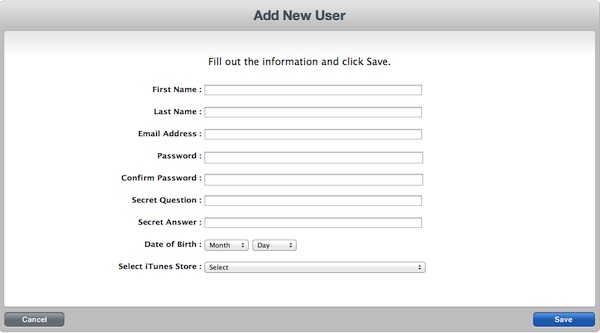 Add New User
Fill out the information and click Save.
First Name :
Last Name :
Email Address :
Password :
Confirm Password :
Secret Question :
Secret Answer :
Date of Birth : Month Day
Select iTunes Store : Select
Cancel Save